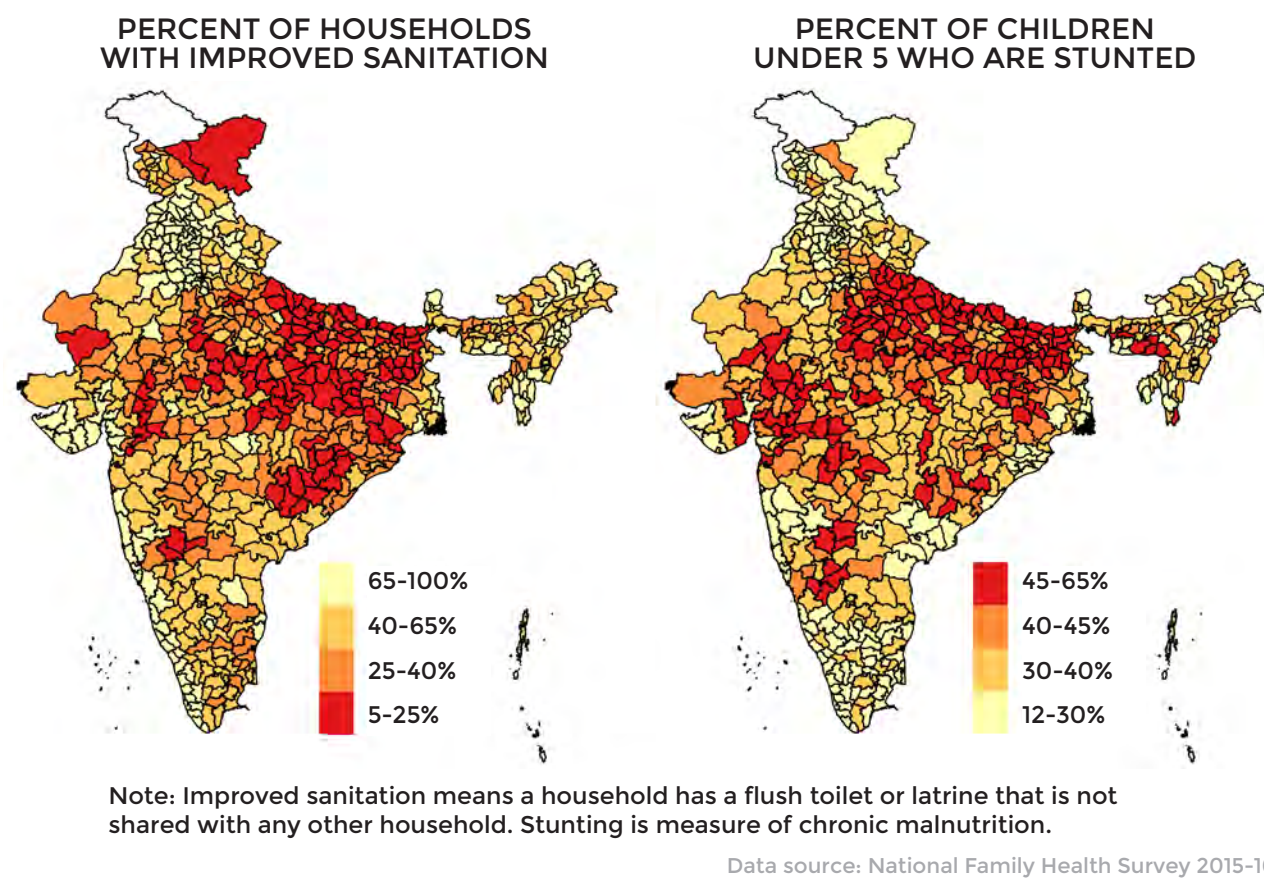 PERCENT OF HOUSEHOLDS
WITH IMPROVED SANITATION
PERCENT OF CHILDREN
UNDER 5 WHO ARE STUNTED
65-100%
40-65%
25-40%
5-25%
45-65%
40-45%
30-40%
12-30%
Note: Improved sanitation means a household has a flush toilet or latrine that is not
shared with any other household. Stunting is measure of chronic malnutrition.
Data source: National Family Health Survey